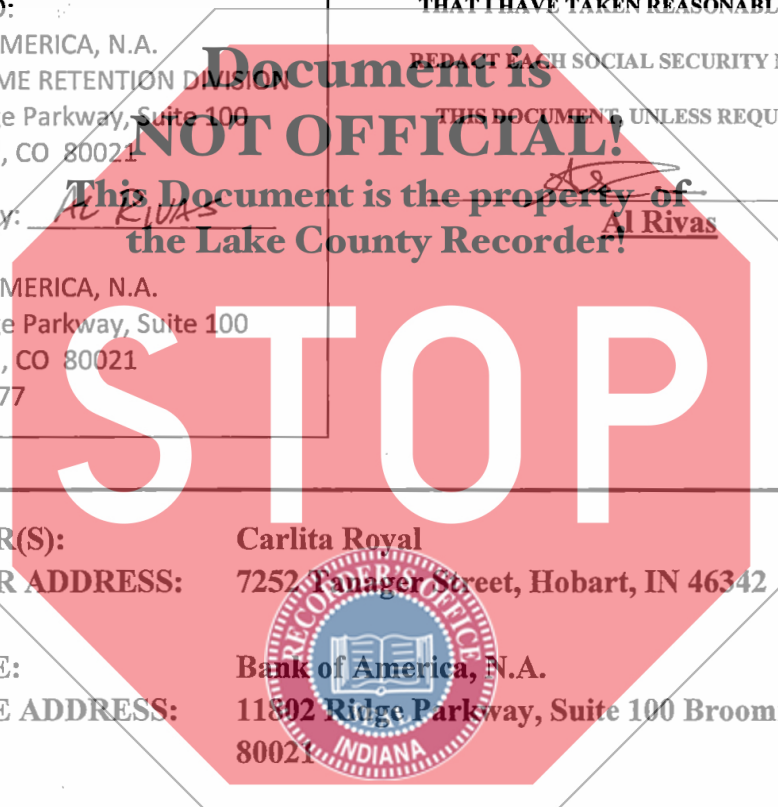 O:
THAT I HAVE TAKEN REASONABL
MERICA, N.A.
ME RETENTION DIVISION
REDACT EACH SOCIAL SECURITY
e Parkway, Suite 100
THIS DOCUMENT, UNLESS REQU
, CO 80021
Document is
NOT OFFICIAL!
This Document is the property of
the Lake County Recorder!
y: AL RIVAS
Al Rivas
MERICA, N.A.
ge Parkway, Suite 100
, CO 80021
77
STOP
R(S): Carlita Royal
R ADDRESS: 7252 Tanager Street, Hobart, IN 46342
E: Bank of America, N.A.
E ADDRESS: 11802 Ridge Parkway, Suite 100 Broom
80021
RECORDER'S OFFICE
INDIANA